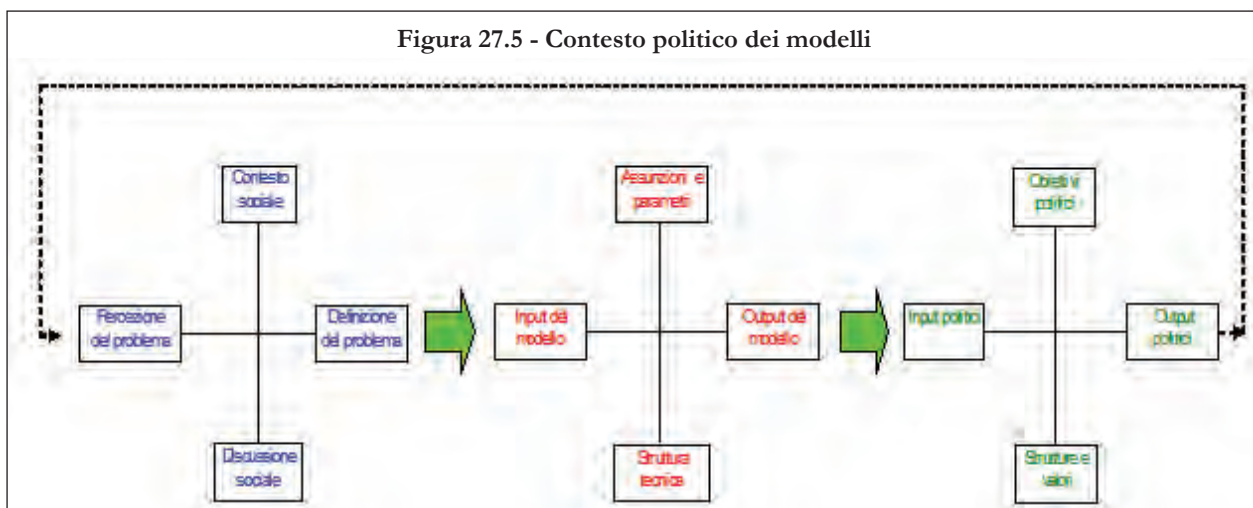 Figura 27.5 - Contesto politico dei modelli
Contesto
sociale
Assunzioni e
parametri
Obiettivi
politici
Percezione
del problema
Definizione
del problema
Input del
modello
Output del
modello
Input politici
Output
politici
Discussione
sociale
Struttura
tecnica
Strutture e
valori